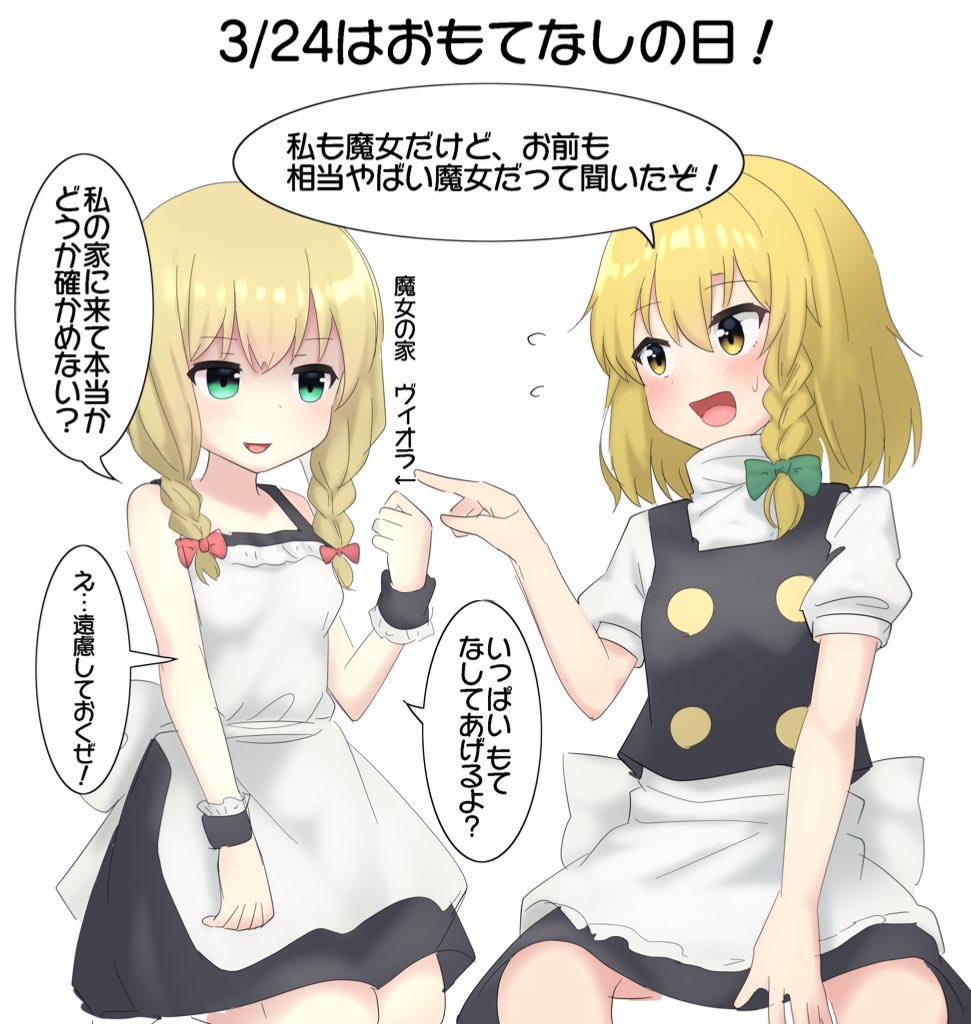 3/24はおもてなしの日！
私も魔女だけど、お前も
相当やばい魔女だって聞いたぞ！
私の家に来て本当か
どうか確かめない？
魔女の家　ヴィオラ←
いっぱいもて
なしてあげるよ？
え…遠慮しておくぜ！